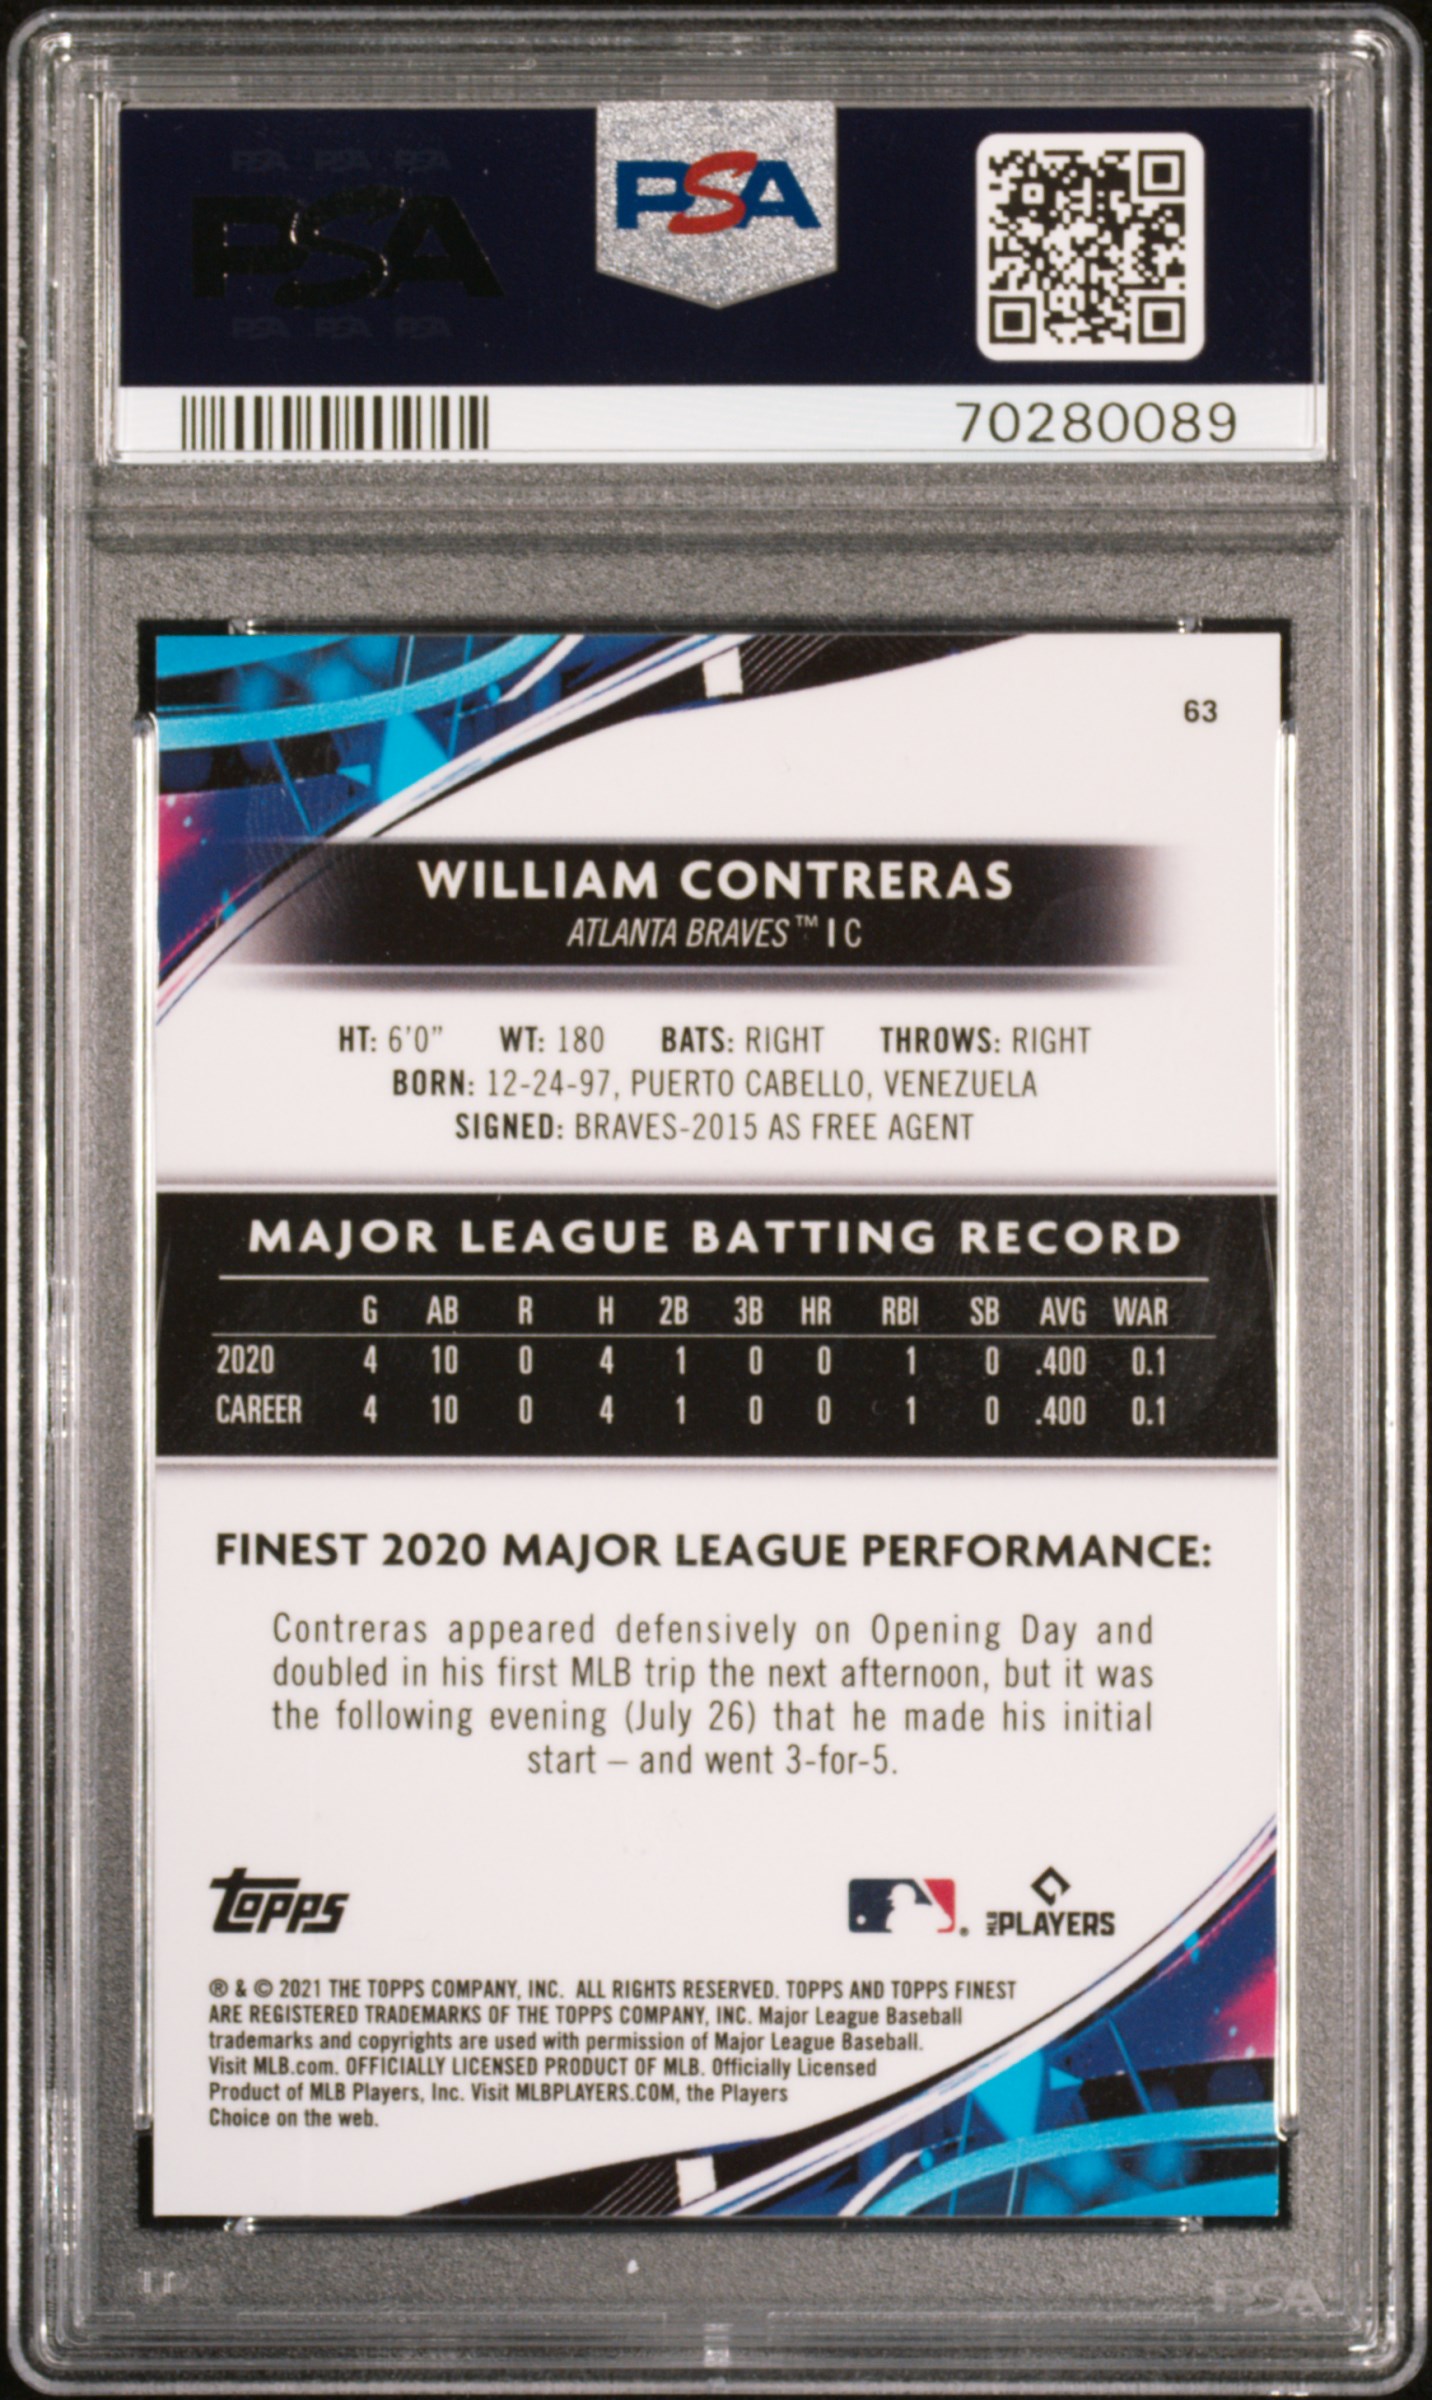 PSA PSA PSA
PSA
PSA
PSA PSA PSA
70280089
63
WILLIAM CONTRERAS
ATLANTA BRAVES™ | C
HT: 6'0" WT: 180 BATS: RIGHT THROWS: RIGHT
BORN: 12-24-97, PUERTO CABELLO, VENEZUELA
SIGNED: BRAVES-2015 AS FREE AGENT
MAJOR LEAGUE BATTING RECORD
G AB R H 2B 3B HR RBI SB AVG WAR
2020 4 10 0 4 1 0 0 1 0 .400 0.1
CAREER 4 10 0 4 1 0 0 1 0 .400 0.1
FINEST 2020 MAJOR LEAGUE PERFORMANCE:
Contreras appeared defensively on Opening Day and
doubled in his first MLB trip the next afternoon, but it was
the following evening (July 26) that he made his initial
start – and went 3-for-5.
topps
® MLB PLAYERS
® & © 2021 THE TOPPS COMPANY, INC. ALL RIGHTS RESERVED. TOPPS AND TOPPS FINEST
ARE REGISTERED TRADEMARKS OF THE TOPPS COMPANY, INC. Major League Baseball
trademarks and copyrights are used with permission of Major League Baseball.
Visit MLB.com. OFFICIALLY LICENSED PRODUCT OF MLB. Officially Licensed
Product of MLB Players, Inc. Visit MLBPLAYERS.COM, the Players
Choice on the web.
PSA